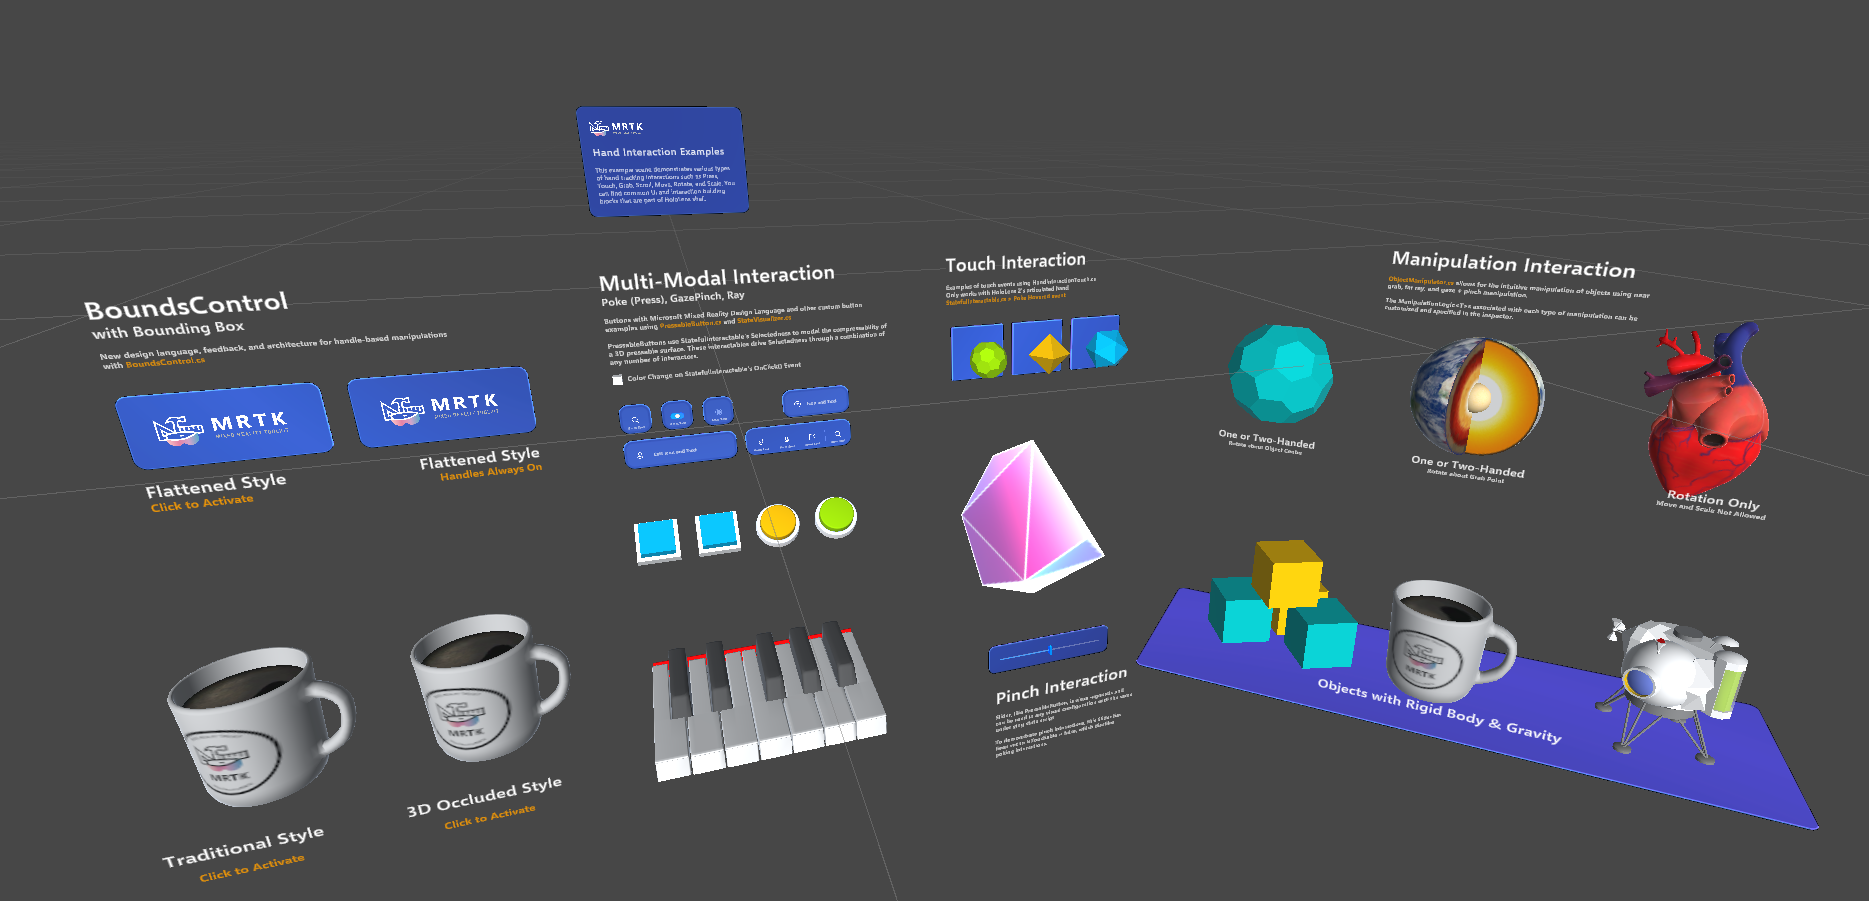 MRTK
Hand Interaction Examples
This example scene demonstrates various types
of hand tracking interactions such as Press,
Touch, Grab, Scroll, Move, Rotate, and Scale. You
can find common UI and interaction building
blocks that are part of HoloLens shell.
BoundsControl
with Bounding Box
New design language, feedback, and architecture for handle-based manipulations
with BoundsControl.cs
MRTK
MIXED REALITY TOOLKIT
MRTK
MIXED REALITY TOOLKIT
Flattened Style
Click to Activate
Flattened Style
Handles Always On
MRTK
MRTK
Traditional Style
Click to Activate
3D Occluded Style
Click to Activate
Multi-Modal Interaction
Poke (Press), GazePinch, Ray
Buttons with Microsoft Mixed Reality Design Language and other custom button
examples using PressableButton.cs and StateVisualizer.cs
PressableButtons use StatefulInteractable's Selectedness to model the compressability of
a 3D pressable surface. These interactables drive Selectedness through a combination of
any number of interactors.
Color Change on StatefulInteractable's OnClick() Event
Touch Interaction
Examples of touch events using HandInteractionTouch.cs
Only works with HoloLens 2's articulated hand
Pinch Interaction
Manipulation Interaction
ObjectManipulator.cs allows for the intuitive manipulation of objects using near
grab, far ray, and gaze + pinch manipulation.
The ManipulationLogic<T>s associated with each type of manipulation can be
customized and specified in the inspector.
One or Two-Handed
Rotate about Object Centre
One or Two-Handed
Rotate about Grab Point
Rotation Only
Move and Scale Not Allowed
MRTK
Objects with Rigid Body & Gravity